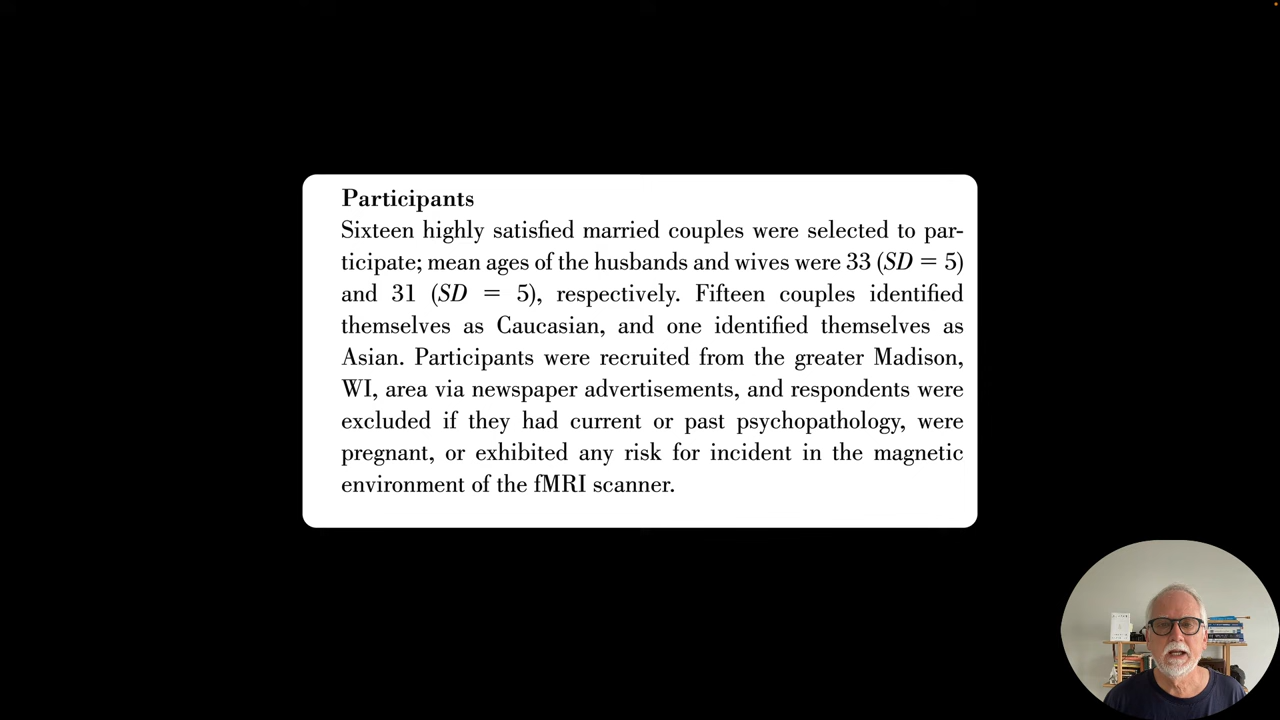 Participants
Sixteen highly satisfied married couples were selected to par-
ticipate; mean ages of the husbands and wives were 33 (SD = 5)
and 31 (SD = 5), respectively. Fifteen couples identified
themselves as Caucasian, and one identified themselves as
Asian. Participants were recruited from the greater Madison,
WI, area via newspaper advertisements, and respondents were
excluded if they had current or past psychopathology, were
pregnant, or exhibited any risk for incident in the magnetic
environment of the fMRI scanner.